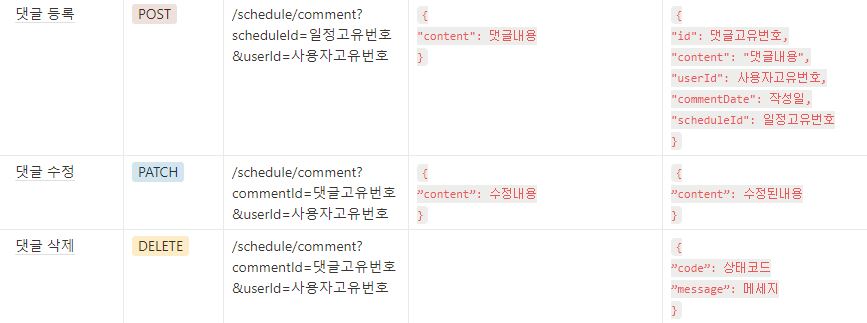 댓글 등록
POST
/schedule/comment?
scheduleId=일정고유번호
&userId=사용자고유번호
{
"content": 댓글내용
}
{
"id": 댓글고유번호,
"content": "댓글내용",
"userId": 사용자고유번호,
"commentDate": 작성일,
"scheduleId": 일정고유번호
}
댓글 수정
PATCH
/schedule/comment?
commentId=댓글고유번호
&userId=사용자고유번호
{
”content”: 수정내용
}
{
”content”: 수정된내용
}
댓글 삭제
DELETE
/schedule/comment?
commentId=댓글고유번호
&userId=사용자고유번호
{
”code”: 상태코드
”message”: 메세지
}